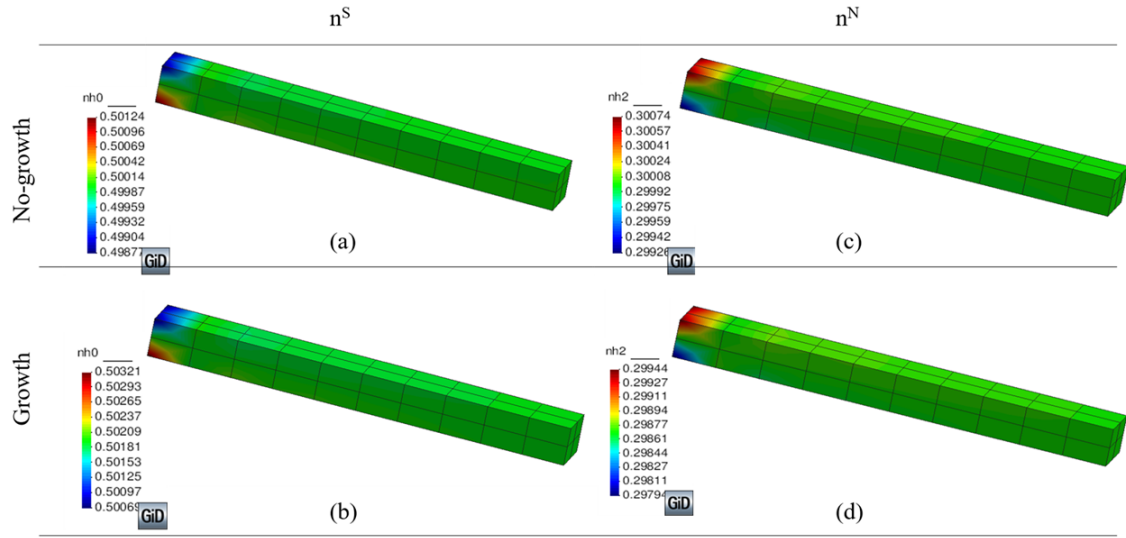 n^S n^N
No-growth
nh0
0.50124
0.50096
0.50069
0.50042
0.50014
0.49987
0.49959
0.49932
0.49904
0.49877
GiD
(a)
nh2
0.30074
0.30057
0.30041
0.30024
0.30008
0.29992
0.29975
0.29959
0.29942
0.29926
GiD
(c)
Growth
nh0
0.50321
0.50293
0.50265
0.50237
0.50209
0.50181
0.50153
0.50125
0.50097
0.50069
GiD
(b)
nh2
0.29944
0.29927
0.29911
0.29894
0.29877
0.29861
0.29844
0.29827
0.29811
0.29794
GiD
(d)